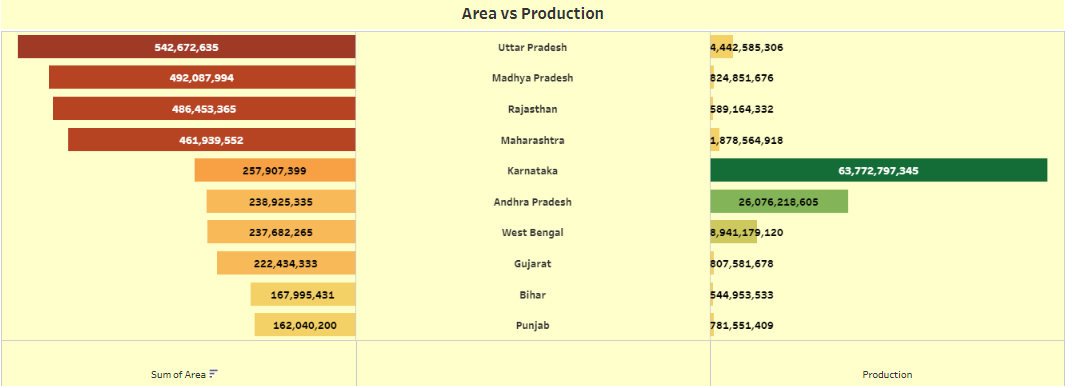 Area vs Production
542,672,635 Uttar Pradesh 4,442,585,306
492,087,994 Madhya Pradesh 824,851,676
486,453,365 Rajasthan 589,164,332
461,939,552 Maharashtra 1,878,564,918
257,907,399 Karnataka 63,772,797,345
238,925,335 Andhra Pradesh 26,076,218,605
237,682,265 West Bengal 8,941,179,120
222,434,333 Gujarat 807,581,678
167,995,431 Bihar 544,953,533
162,040,200 Punjab 781,551,409
Sum of Area Production